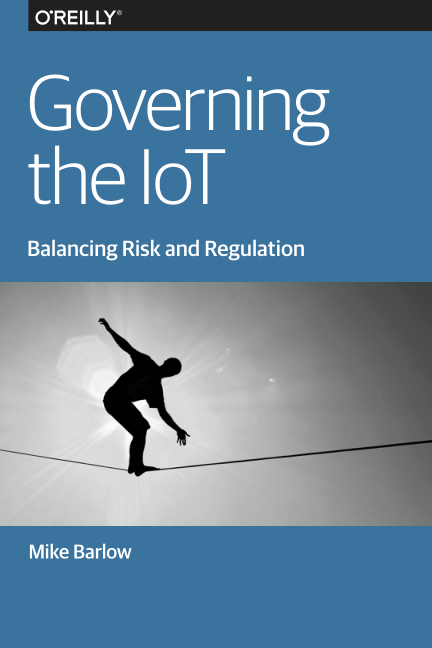 O'REILLY®
Governing
the IoT
Balancing Risk and Regulation
Mike Barlow